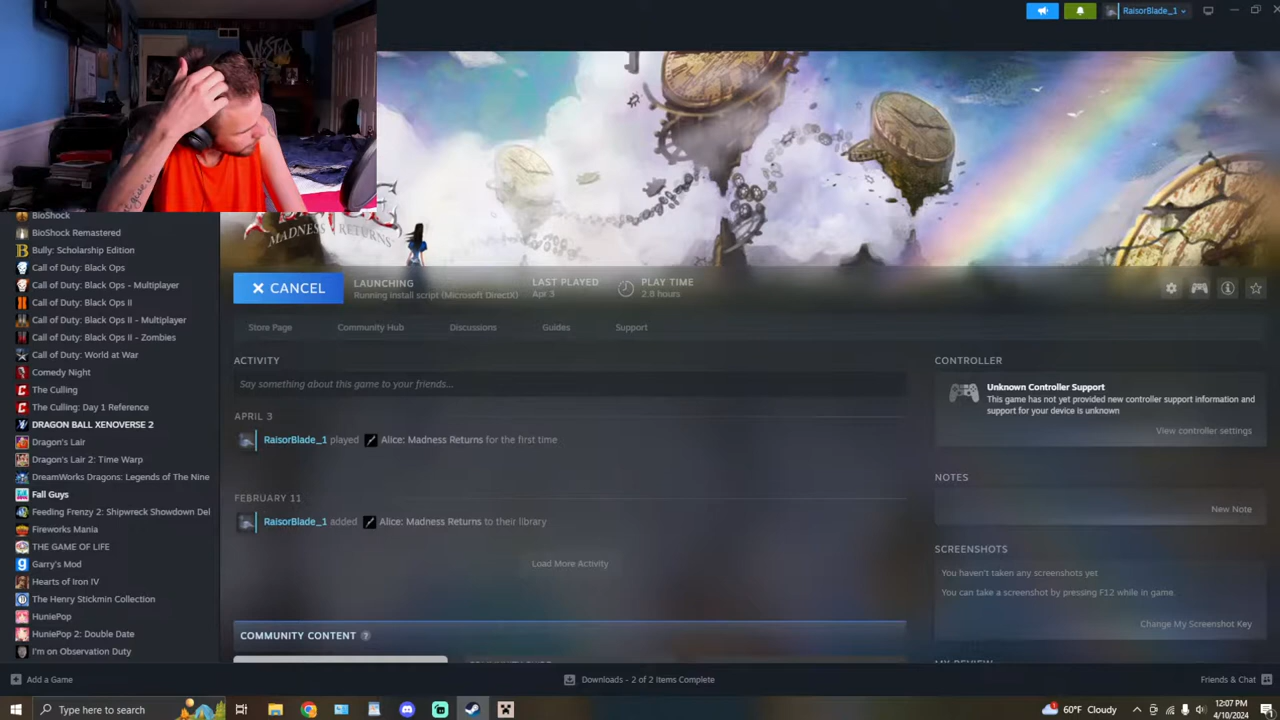 RaisorBlade_1
MADNESS RETURNS
BioShock
BioShock Remastered
Bully: Scholarship Edition
Call of Duty: Black Ops
Call of Duty: Black Ops - Multiplayer
Call of Duty: Black Ops II
Call of Duty: Black Ops II - Multiplayer
Call of Duty: Black Ops II - Zombies
Call of Duty: World at War
Comedy Night
The Culling
The Culling: Day 1 Reference
DRAGON BALL XENOVERSE 2
Dragon's Lair
Dragon's Lair 2: Time Warp
DreamWorks Dragons: Legends of The Nine
Fall Guys
Feeding Frenzy 2: Shipwreck Showdown Del
Fireworks Mania
THE GAME OF LIFE
Garry's Mod
Hearts of Iron IV
The Henry Stickmin Collection
HuniePop
HuniePop 2: Double Date
I'm on Observation Duty
CANCEL
LAUNCHING
Running install script (Microsoft DirectX)
LAST PLAYED
Apr 3
PLAY TIME
2.8 hours
Store Page
Community Hub
Discussions
Guides
Support
ACTIVITY
Say something about this game to your friends...
APRIL 3
RaisorBlade_1 played Alice: Madness Returns for the first time
FEBRUARY 11
RaisorBlade_1 added Alice: Madness Returns to their library
Load More Activity
COMMUNITY CONTENT ?
CONTROLLER
Unknown Controller Support
This game has not yet provided new controller support information and
support for your device is unknown
View controller settings
NOTES
New Note
SCREENSHOTS
You haven't taken any screenshots yet
You can take a screenshot by pressing F12 while in game.
Change My Screenshot Key
MY REVIEW
Add a Game
Downloads - 2 of 2 Items Complete
Friends & Chat
Type here to search
60°F Cloudy
12:07 PM
4/10/2024